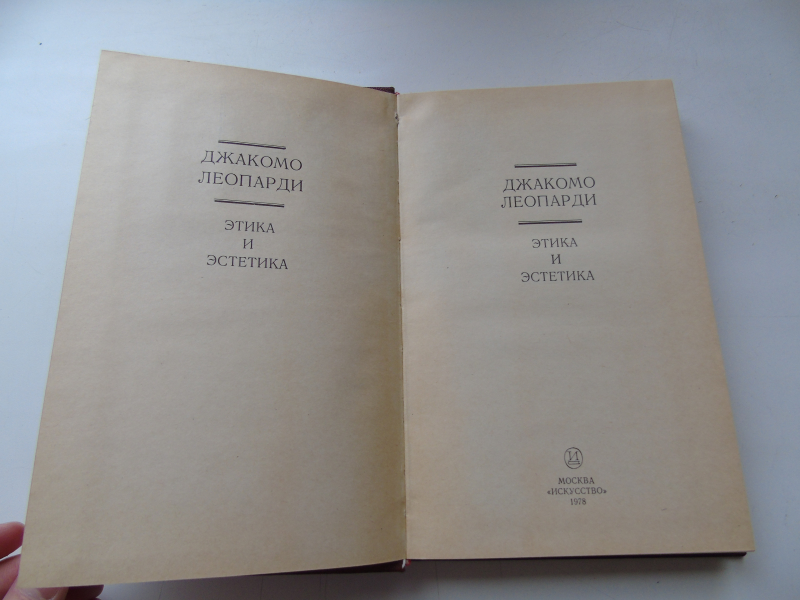 ДЖАКОМО
ЛЕОПАРДИ
ЭТИКА
И
ЭСТЕТИКА
ДЖАКОМО
ЛЕОПАРДИ
ЭТИКА
И
ЭСТЕТИКА
И
МОСКВА
«ИСКУССТВО»
1978